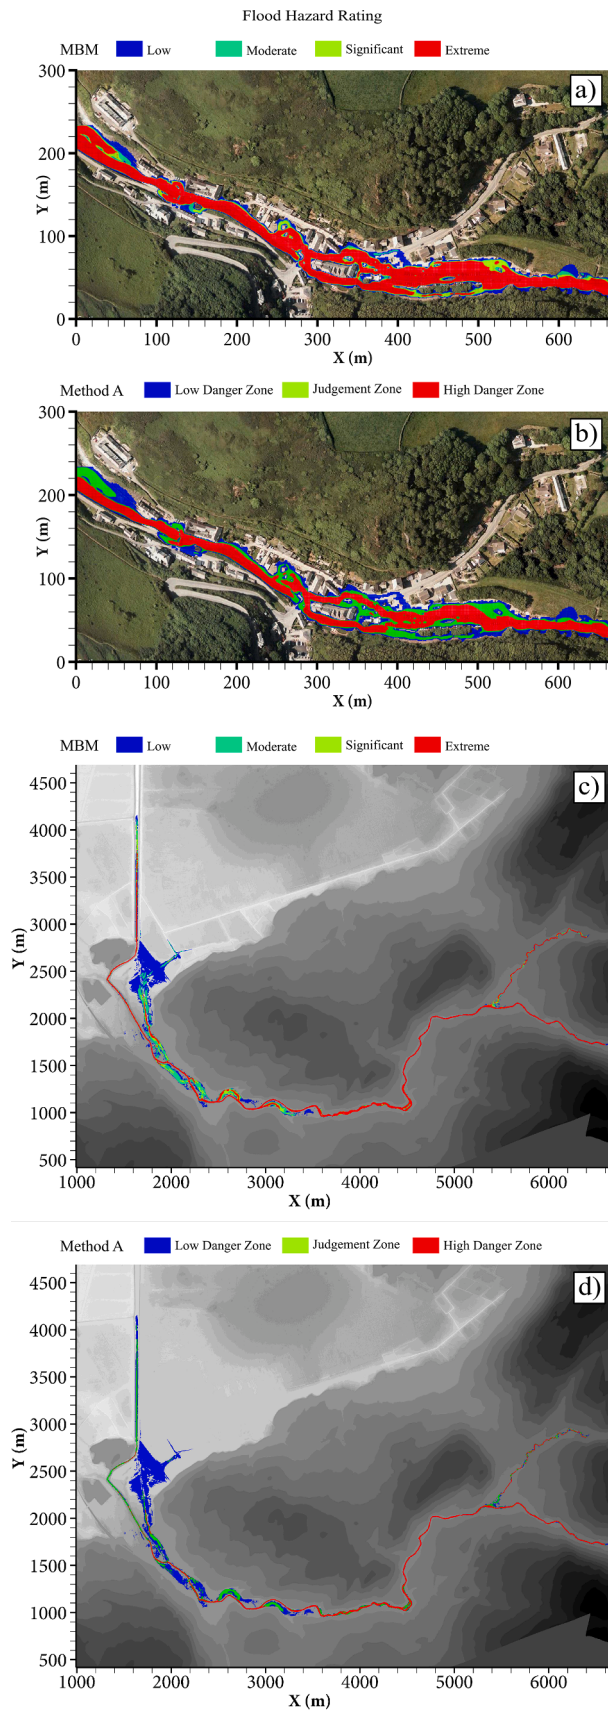 Flood Hazard Rating
MBM Low Moderate Significant Extreme
a)
300
200
100
0
Y (m)
0 100 200 300 400 500 600
X (m)
Method A Low Danger Zone Judgement Zone High Danger Zone
b)
300
200
100
0
Y (m)
0 100 200 300 400 500 600
X (m)
MBM Low Moderate Significant Extreme
c)
4500
4000
3500
3000
2500
2000
1500
1000
500
Y (m)
1000 2000 3000 4000 5000 6000
X (m)
Method A Low Danger Zone Judgement Zone High Danger Zone
d)
4500
4000
3500
3000
2500
2000
1500
1000
500
Y (m)
1000 2000 3000 4000 5000 6000
X (m)